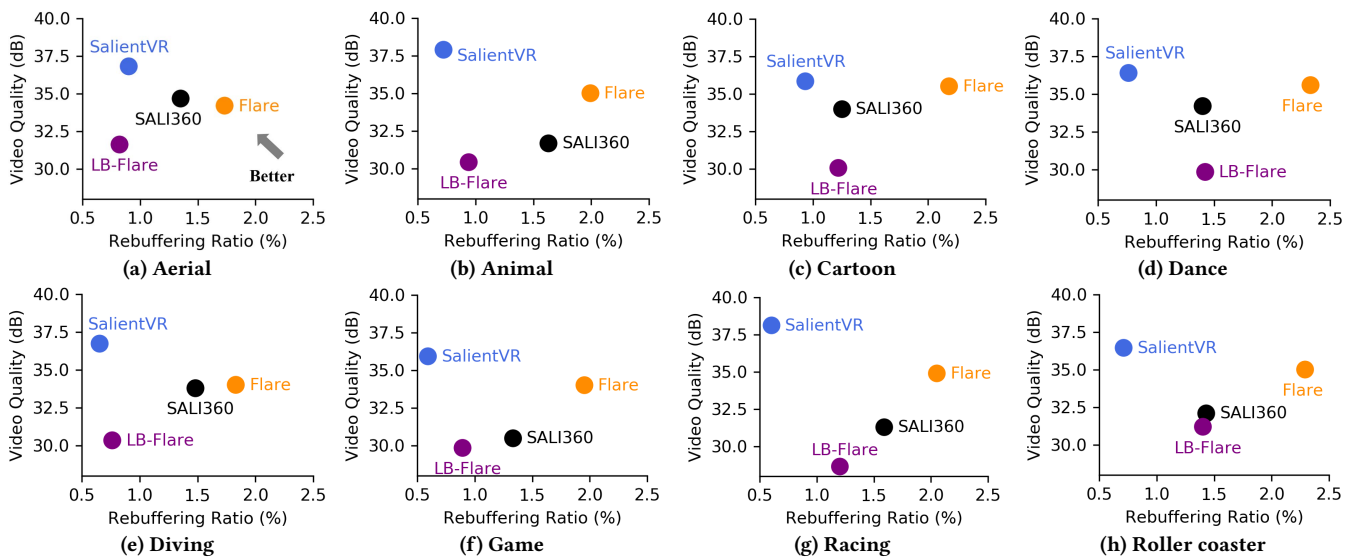 40.0
37.5
35.0
32.5
30.0
Video Quality (dB)
SalientVR
SALI360
Flare
LB-Flare
Better
0.5 1.0 1.5 2.0 2.5
Rebuffering Ratio (%)
(a) Aerial
40.0
37.5
35.0
32.5
30.0
Video Quality (dB)
SalientVR
Flare
SALI360
LB-Flare
0.5 1.0 1.5 2.0 2.5
Rebuffering Ratio (%)
(b) Animal
40.0
37.5
35.0
32.5
30.0
Video Quality (dB)
SalientVR
Flare
SALI360
LB-Flare
0.5 1.0 1.5 2.0 2.5
Rebuffering Ratio (%)
(c) Cartoon
40.0
37.5
35.0
32.5
30.0
Video Quality (dB)
SalientVR
Flare
SALI360
LB-Flare
0.5 1.0 1.5 2.0 2.5
Rebuffering Ratio (%)
(d) Dance
40.0
37.5
35.0
32.5
30.0
Video Quality (dB)
SalientVR
Flare
SALI360
LB-Flare
0.5 1.0 1.5 2.0 2.5
Rebuffering Ratio (%)
(e) Diving
40.0
37.5
35.0
32.5
30.0
Video Quality (dB)
SalientVR
Flare
SALI360
LB-Flare
0.5 1.0 1.5 2.0 2.5
Rebuffering Ratio (%)
(f) Game
40.0
37.5
35.0
32.5
30.0
Video Quality (dB)
SalientVR
Flare
SALI360
LB-Flare
0.5 1.0 1.5 2.0 2.5
Rebuffering Ratio (%)
(g) Racing
40.0
37.5
35.0
32.5
30.0
Video Quality (dB)
SalientVR
Flare
SALI360
LB-Flare
0.5 1.0 1.5 2.0 2.5
Rebuffering Ratio (%)
(h) Roller coaster